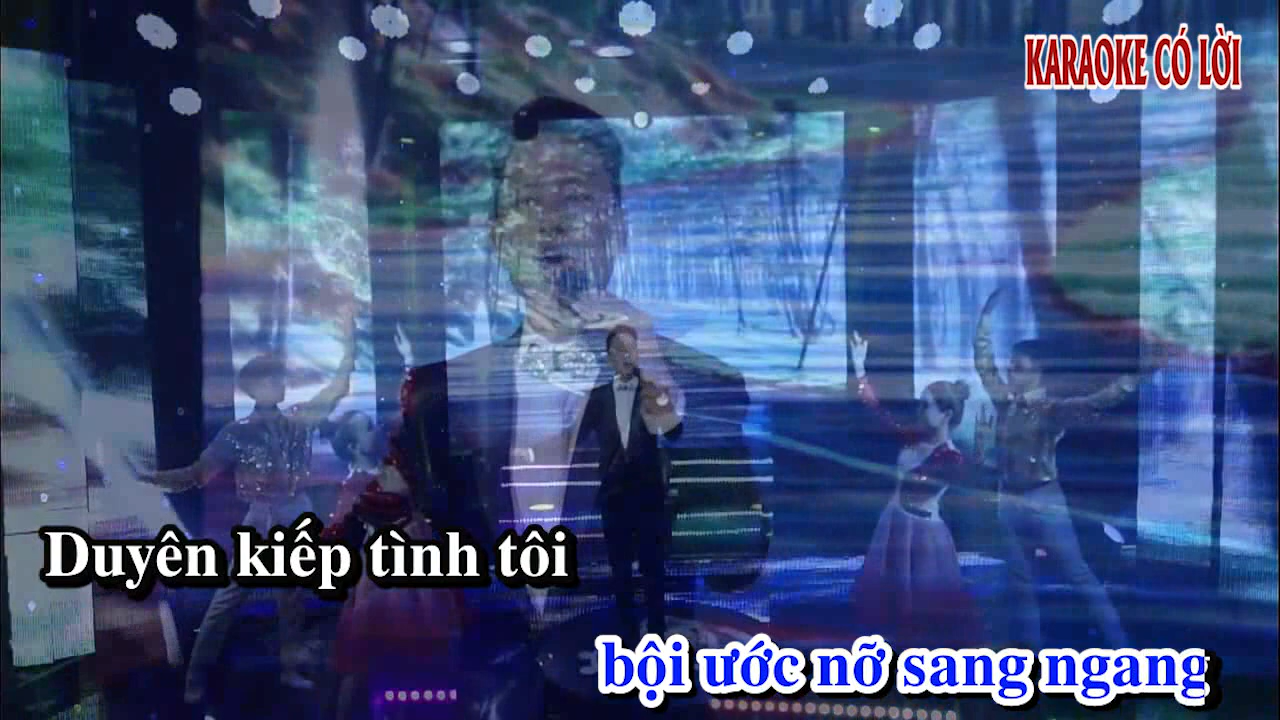 KARAOKE CÓ LỜI
Duyên kiếp tình tôi
bội ước nỡ sang ngang